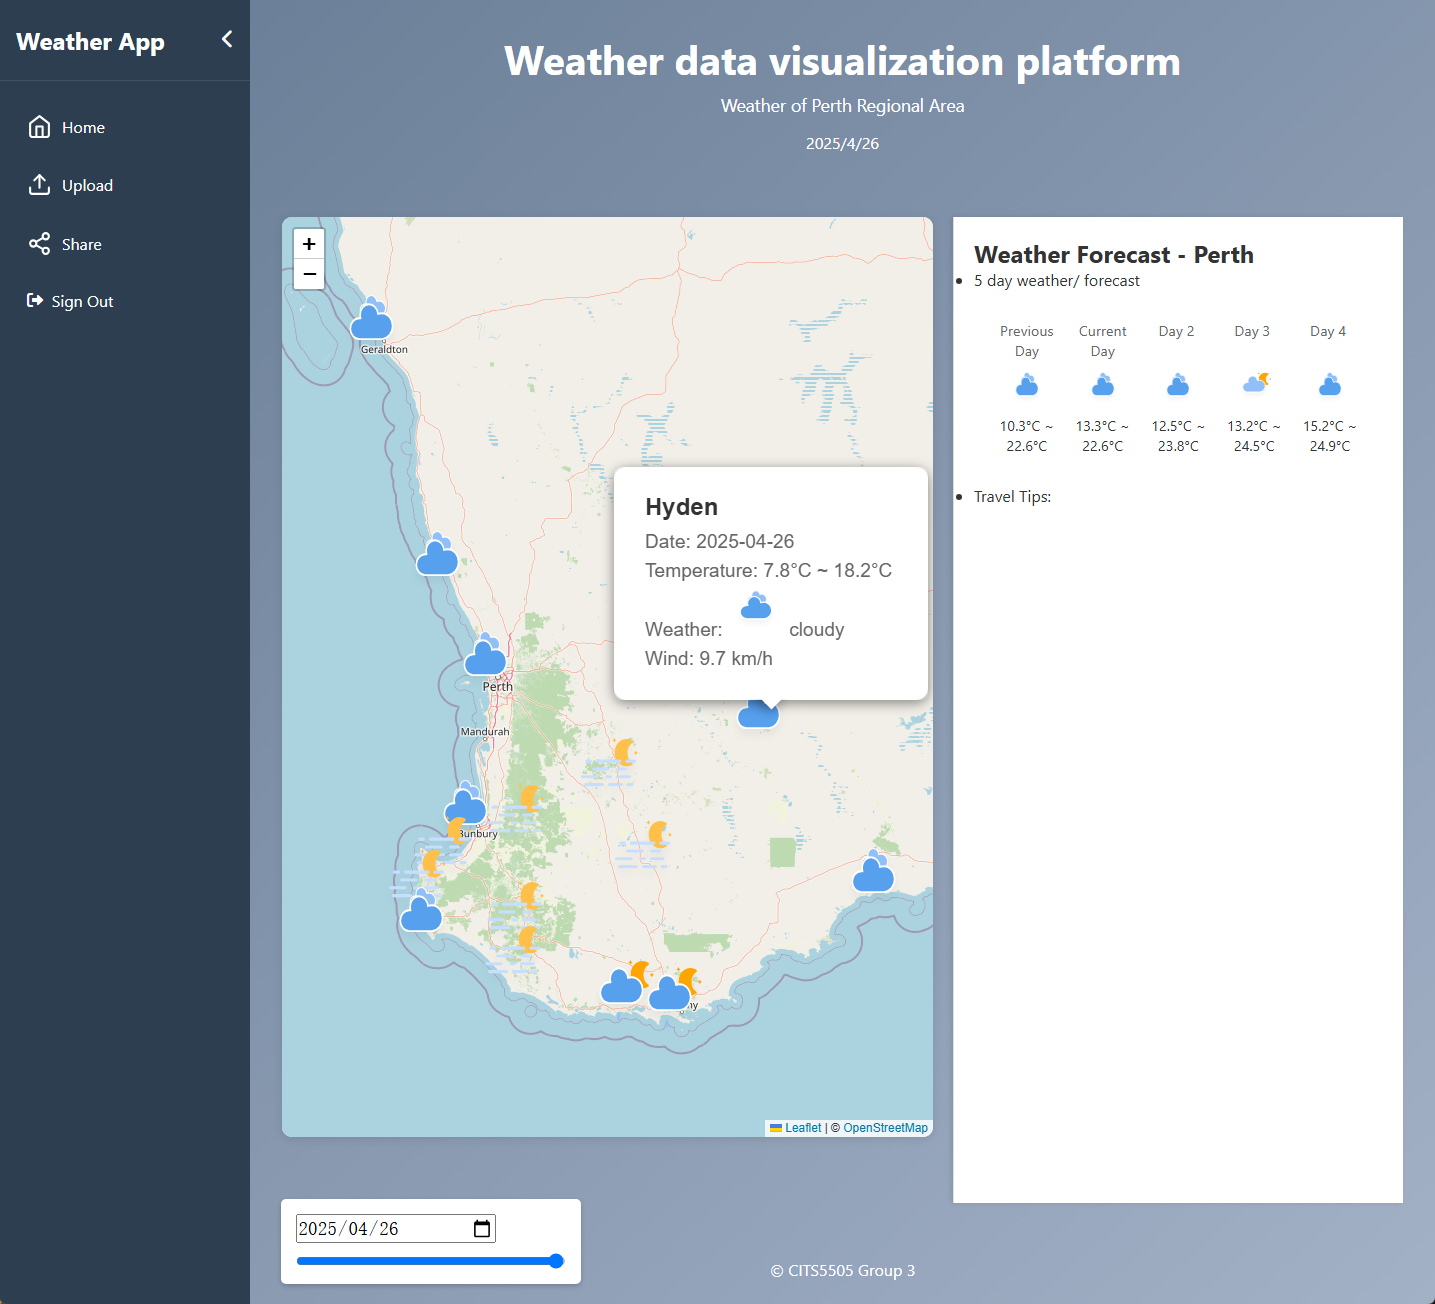 Weather App
Home
Upload
Share
Sign Out
Weather data visualization platform
Weather of Perth Regional Area
2025/4/26
+
−
Geraldton
Perth
Mandurah
Bunbury
ny
Hyden
Date: 2025-04-26
Temperature: 7.8°C ~ 18.2°C
Weather: cloudy
Wind: 9.7 km/h
Leaflet | © OpenStreetMap
Weather Forecast - Perth
5 day weather/ forecast
Previous Day
Current Day
Day 2
Day 3
Day 4
10.3°C ~ 22.6°C
13.3°C ~ 22.6°C
12.5°C ~ 23.8°C
13.2°C ~ 24.5°C
15.2°C ~ 24.9°C
Travel Tips:
2025/04/26
© CITS5505 Group 3